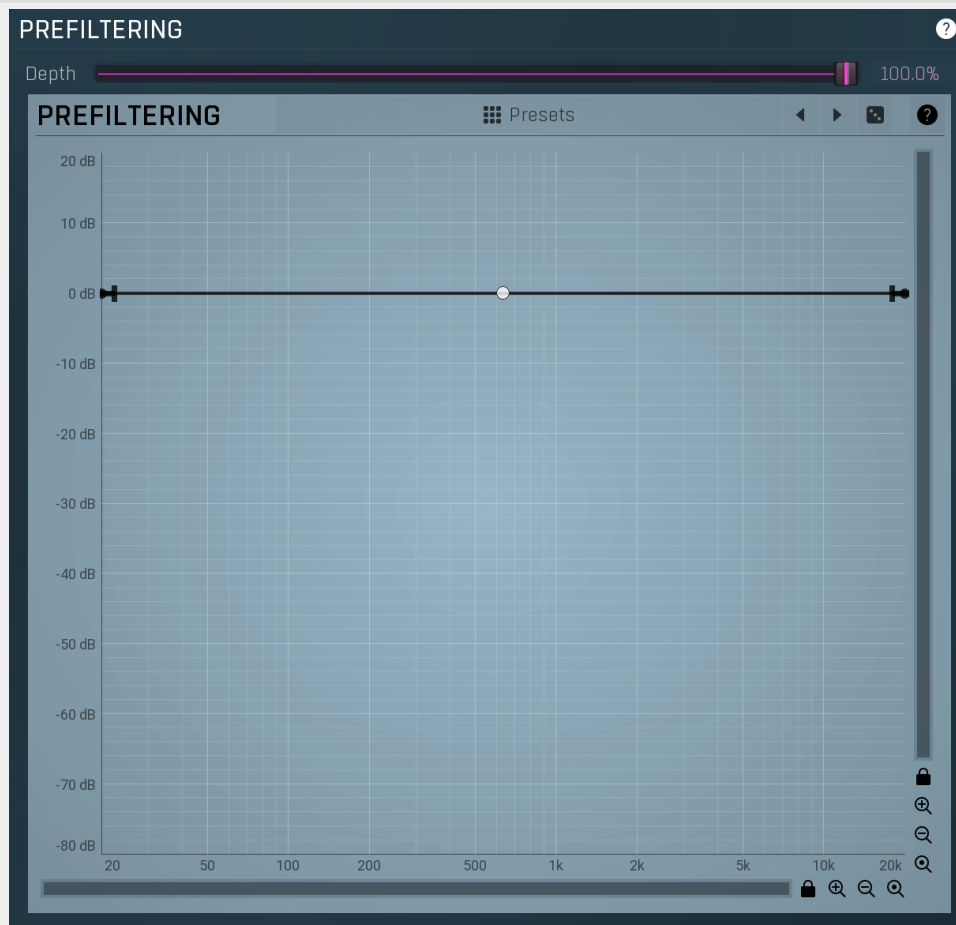 PREFILTERING
?
Depth 100.0%
PREFILTERING Presets ?
20 dB
10 dB
0 dB
-10 dB
-20 dB
-30 dB
-40 dB
-50 dB
-60 dB
-70 dB
-80 dB
20 50 100 200 500 1k 2k 5k 10k 20k